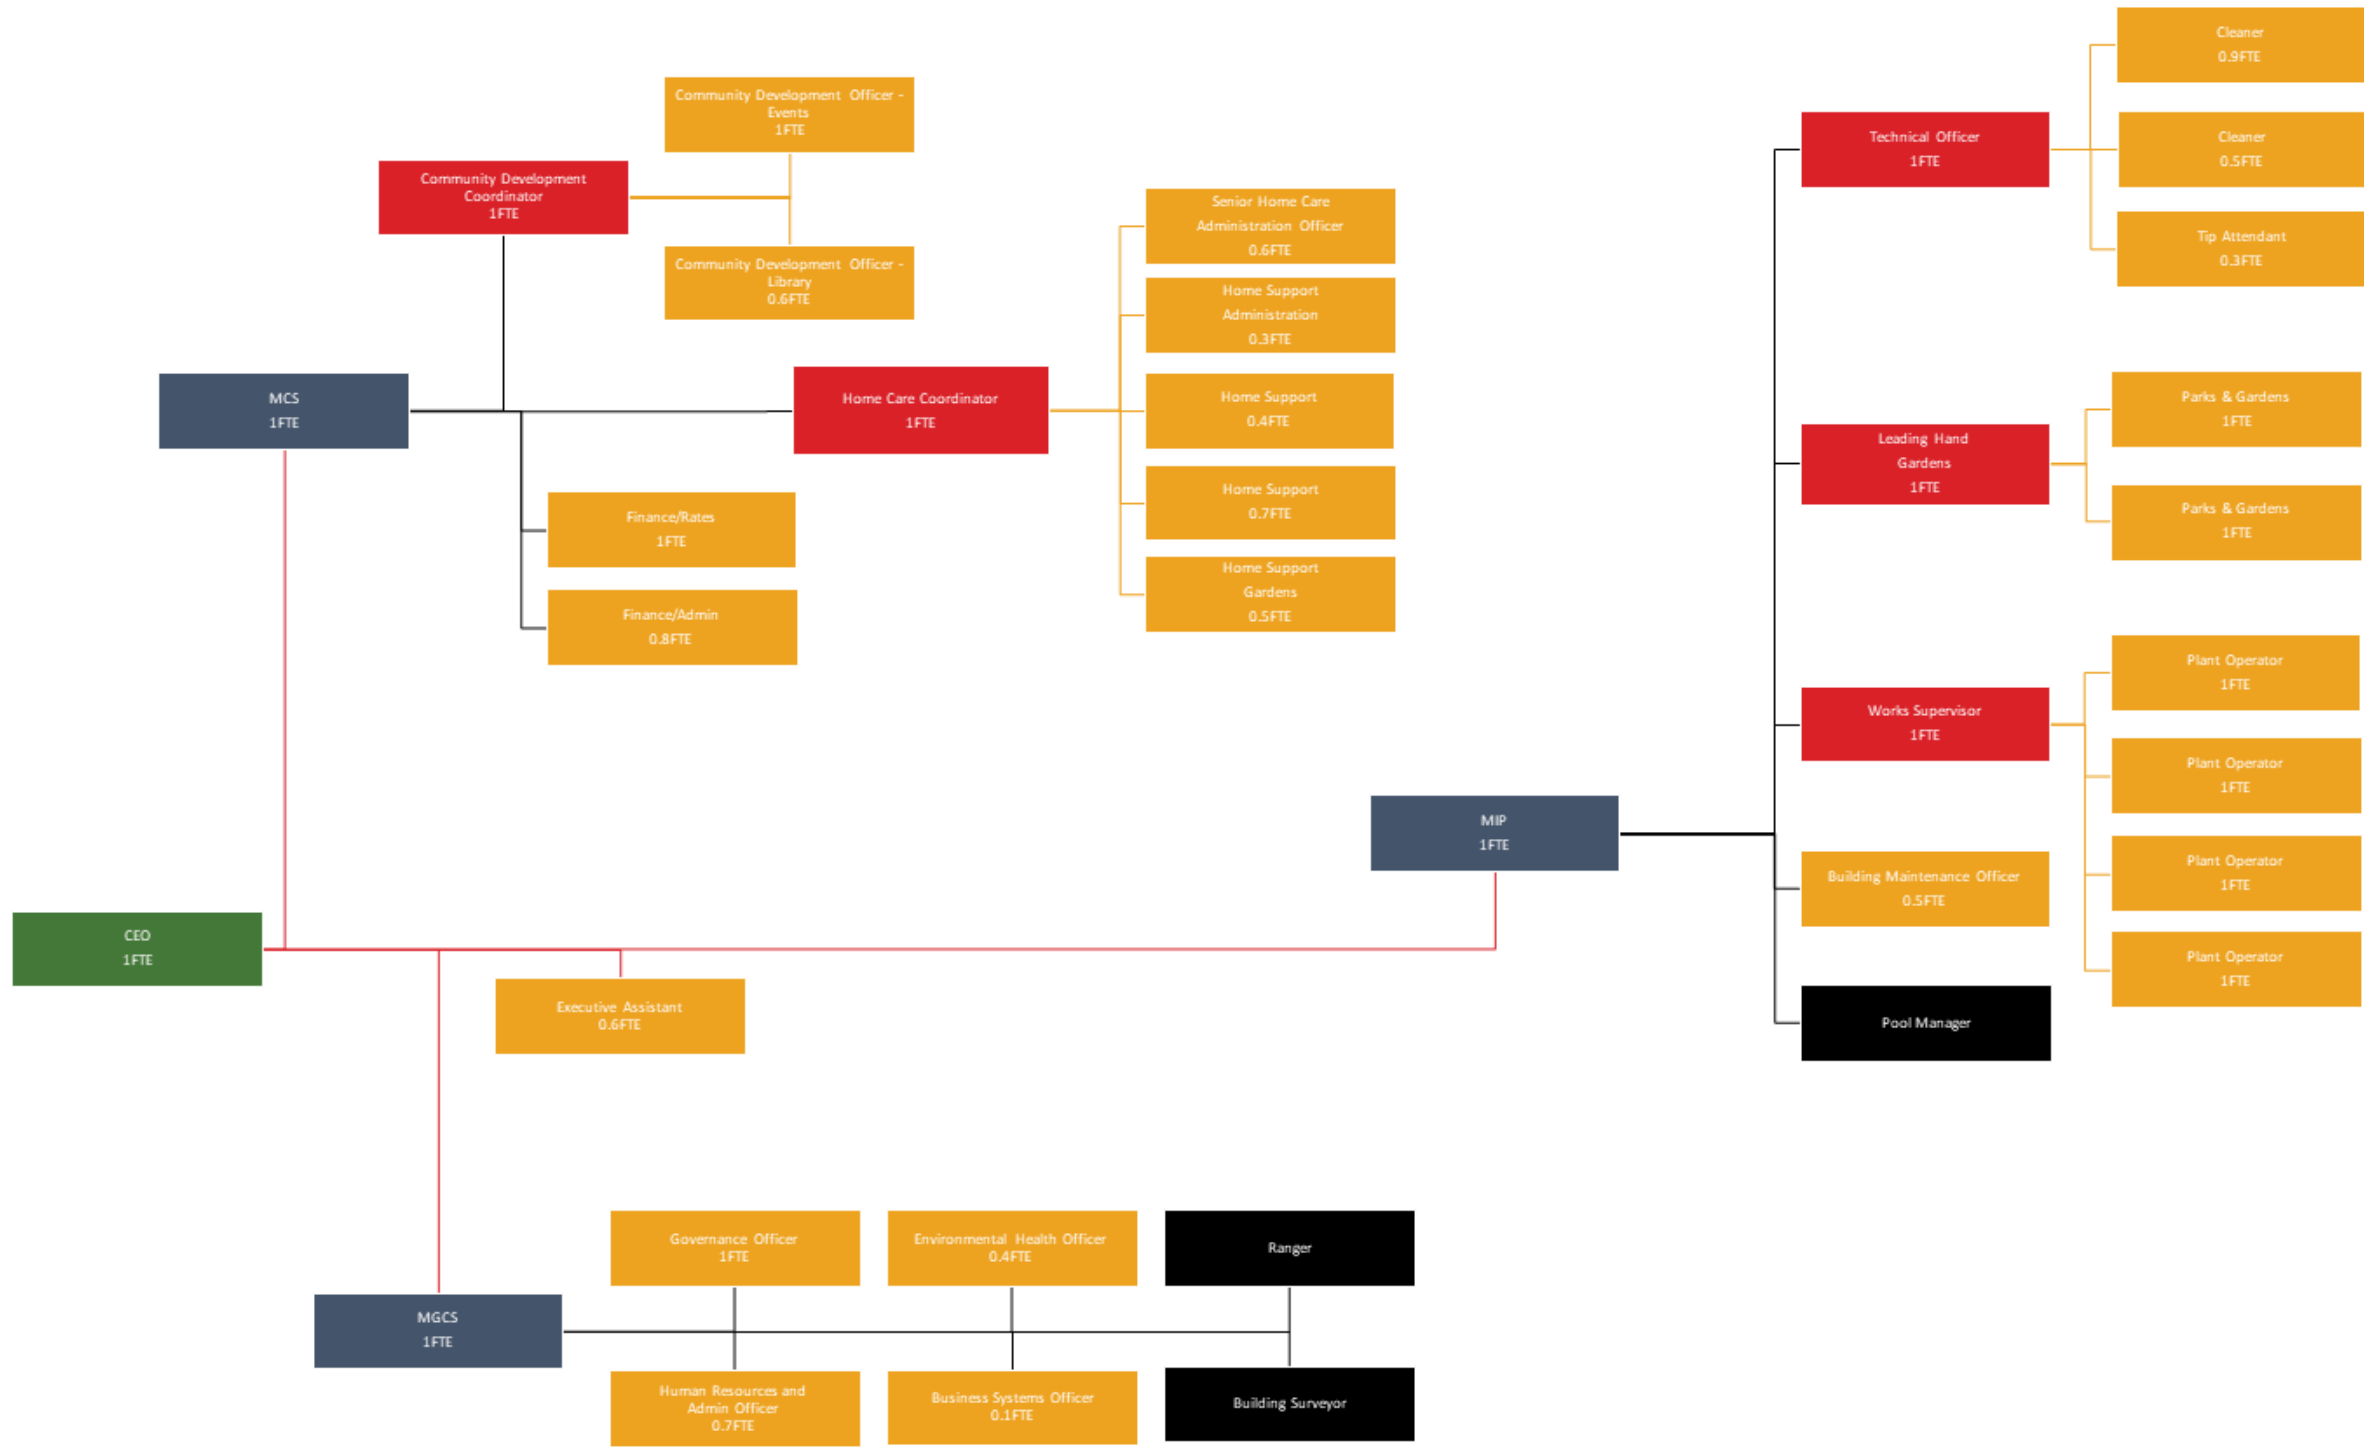 Cleaner
0.9FTE
Community Development Officer -
Events
1FTE
Technical Officer
1FTE
Cleaner
0.5FTE
Community Development
Coordinator
1FTE
Senior Home Care
Administration Officer
0.6FTE
Tip Attendant
0.3FTE
Community Development Officer -
Library
0.6FTE
Home Support
Administration
0.3FTE
MCS
1FTE
Home Care Coordinator
1FTE
Home Support
0.4FTE
Parks & Gardens
1FTE
Leading Hand
Gardens
1FTE
Finance/Rates
1FTE
Home Support
0.7FTE
Parks & Gardens
1FTE
Finance/Admin
0.8FTE
Home Support
Gardens
0.5FTE
Plant Operator
1FTE
Works Supervisor
1FTE
Plant Operator
1FTE
MIP
1FTE
Building Maintenance Officer
0.5FTE
Plant Operator
1FTE
CEO
1FTE
Plant Operator
1FTE
Executive Assistant
0.6FTE
Pool Manager
Governance Officer
1FTE
Environmental Health Officer
0.4FTE
Ranger
MGCS
1FTE
Human Resources and
Admin Officer
0.7FTE
Business Systems Officer
0.1FTE
Building Surveyor